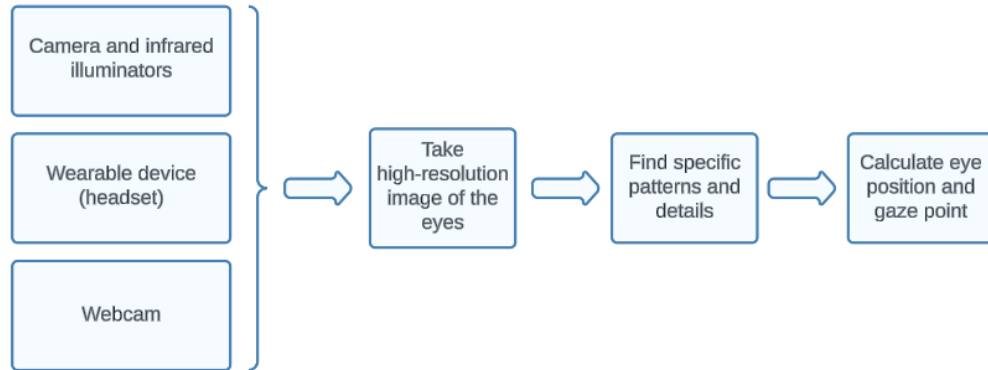 Camera and infrared
illuminators
Wearable device
(headset)
Webcam
Take
high-resolution
image of the
eyes
Find specific
patterns and
details
Calculate eye
position and
gaze point